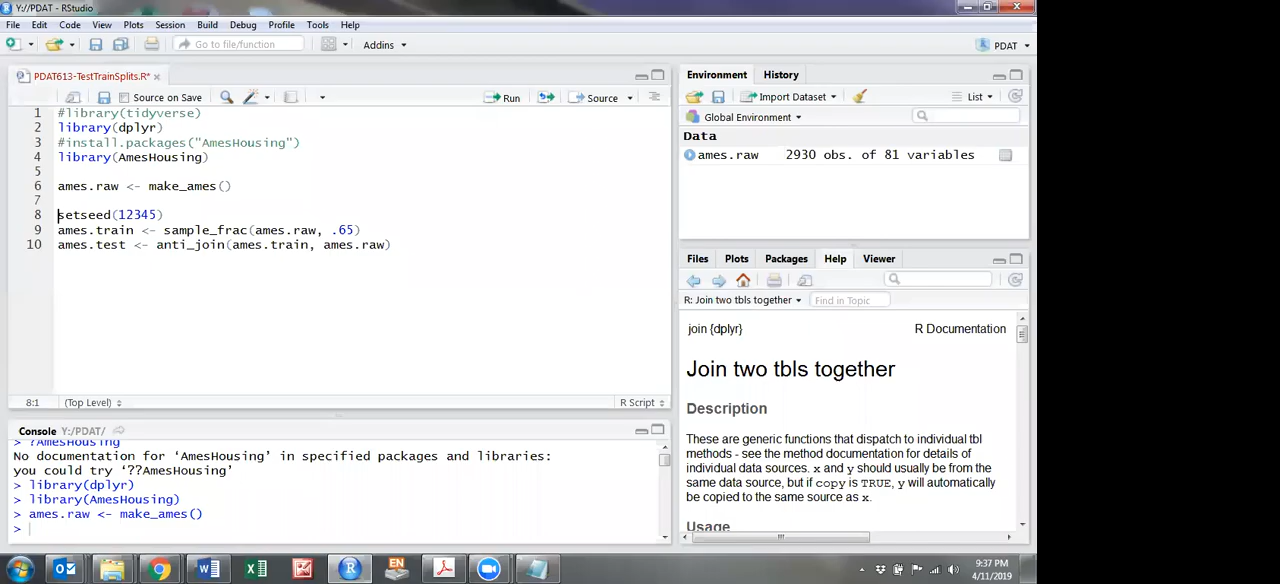 Y://PDAT - RStudio
File Edit Code View Plots Session Build Debug Profile Tools Help
Go to file/function Addins PDAT
PDAT613-TestTrainSplits.R*
Source on Save Run Source
1 #library(tidyverse)
2 library(dplyr)
3 #install.packages("AmesHousing")
4 library(AmesHousing)
5
6 ames.raw <- make_ames()
7
8 setseed(12345)
9 ames.train <- sample_frac(ames.raw, .65)
10 ames.test <- anti_join(ames.train, ames.raw)
8:1 (Top Level) R Script
Console Y:/PDAT/
> ?AmesHousing
No documentation for ‘AmesHousing’ in specified packages and libraries:
you could try ‘??AmesHousing’
> library(dplyr)
> library(AmesHousing)
> ames.raw <- make_ames()
>
Environment History
Import Dataset List
Global Environment
Data
ames.raw 2930 obs. of 81 variables
Files Plots Packages Help Viewer
R: Join two tbls together Find in Topic
join {dplyr} R Documentation
Join two tbls together
Description
These are generic functions that dispatch to individual tbl
methods - see the method documentation for details of
individual data sources. x and y should usually be from the
same data source, but if copy is TRUE, y will automatically
be copied to the same source as x.
Usage
EN
9:37 PM
4/11/2019